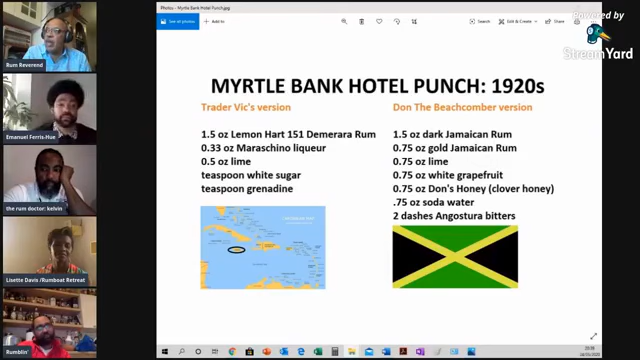 Photos - Myrtle Bank Hotel Punch.jpg
See all photos
Add to
Search
Edit & Create
Share
Powered by
StreamYard
MYRTLE BANK HOTEL PUNCH: 1920s
Trader Vic's version
1.5 oz Lemon Hart 151 Demerara Rum
0.33 oz Maraschino liqueur
0.5 oz lime
teaspoon white sugar
teaspoon grenadine
Don The Beachcomber version
1.5 oz dark Jamaican Rum
0.75 oz gold Jamaican Rum
0.75 oz lime
0.75 oz white grapefruit
0.75 oz Don's Honey (clover honey)
.75 oz soda water
2 dashes Angostura bitters
Rum Reverend
Emanuel Ferris-Hue
the rum doctor: kelvin
Lisette Davis /Rumboat Retreat
Rumblin'